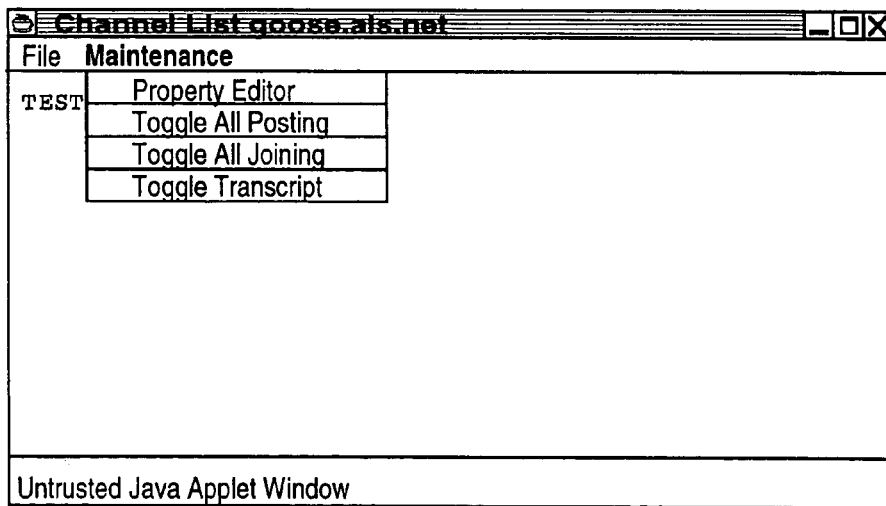 Channel List goose.als.net
File Maintenance
TEST
Property Editor
Toggle All Posting
Toggle All Joining
Toggle Transcript
Untrusted Java Applet Window